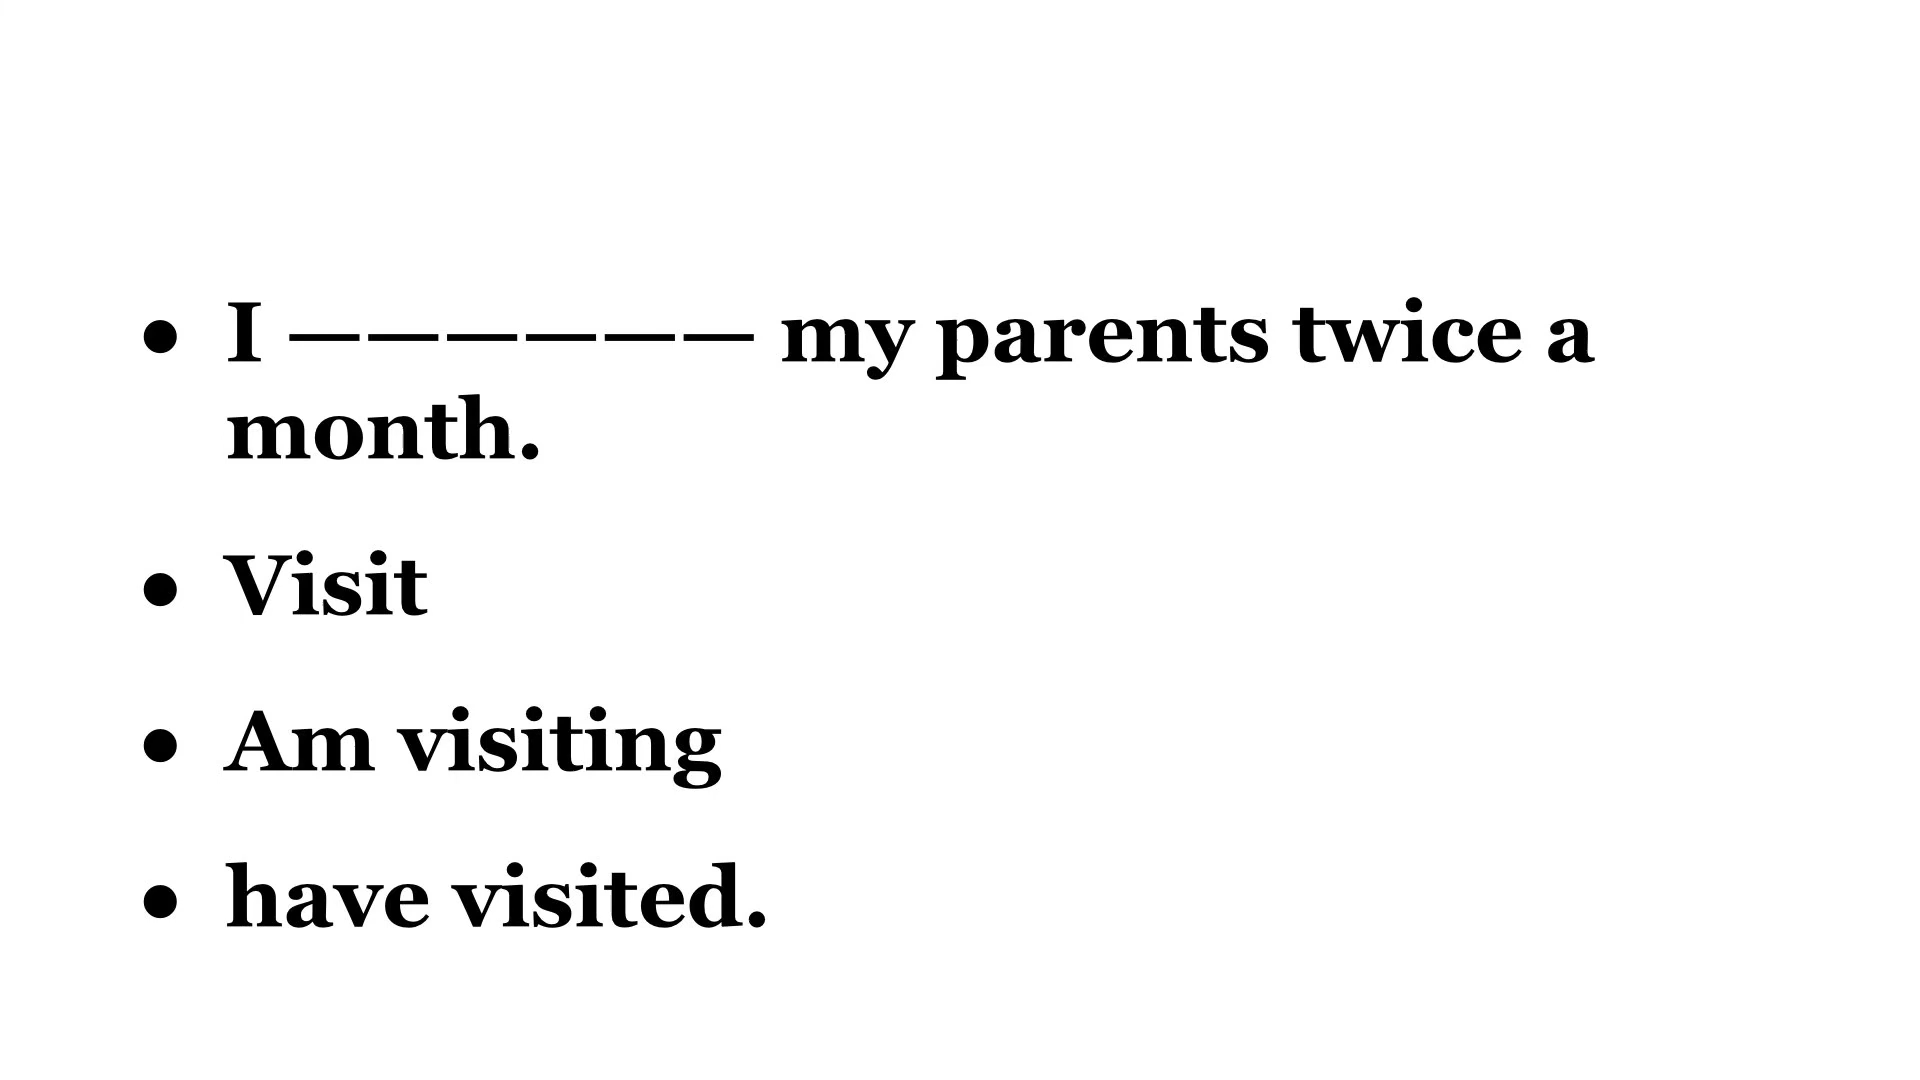 ● I —————— my parents twice a
month.
● Visit
● Am visiting
● have visited.